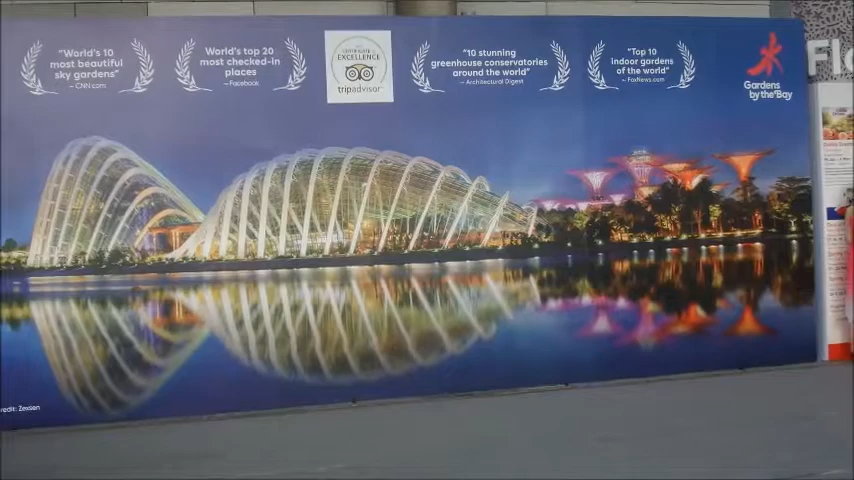 "World's 10
most beautiful
sky gardens"
– CNN.com
"World's top 20
most checked-in
places"
– Facebook
CERTIFICATE of
EXCELLENCE
tripadvisor
"10 stunning
greenhouse conservatories
around the world"
– Architectural Digest
"Top 10
indoor gardens
of the world"
– FoxNews.com
Gardens
by the Bay
Flo
Credit: Zexsen